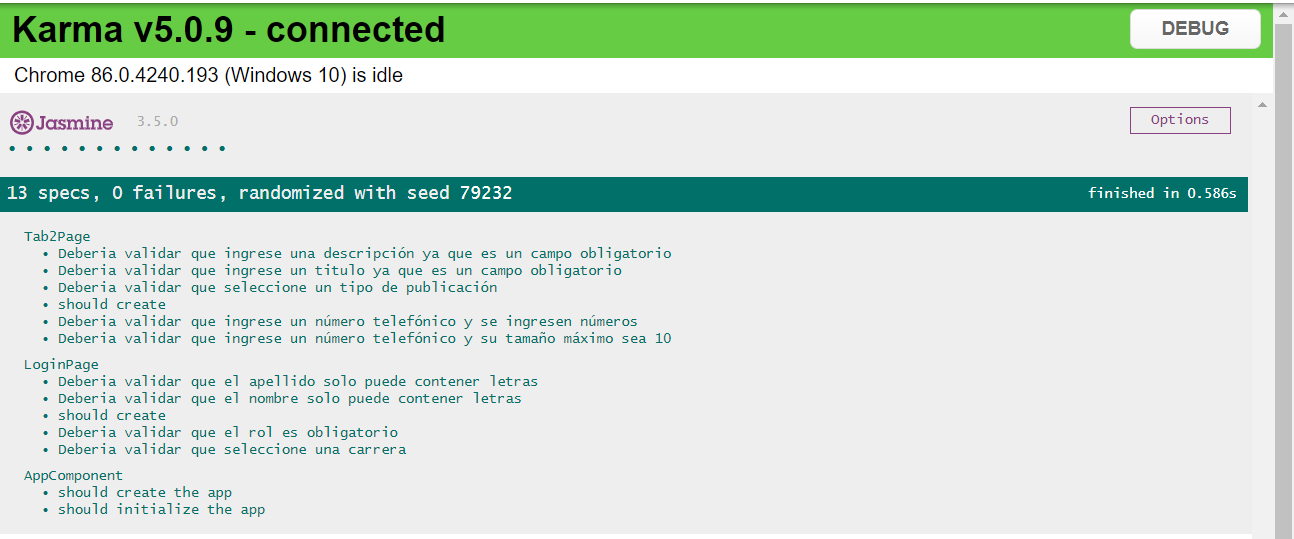 Karma v5.0.9 - connected
DEBUG
Chrome 86.0.4240.193 (Windows 10) is idle
Jasmine 3.5.0
Options
13 specs, 0 failures, randomized with seed 79232
finished in 0.586s
Tab2Page
• Deberia validar que ingrese una descripción ya que es un campo obligatorio
• Deberia validar que ingrese un titulo ya que es un campo obligatorio
• Deberia validar que seleccione un tipo de publicación
• should create
• Deberia validar que ingrese un número telefónico y se ingresen números
• Deberia validar que ingrese un número telefónico y su tamaño máximo sea 10
LoginPage
• Deberia validar que el apellido solo puede contener letras
• Deberia validar que el nombre solo puede contener letras
• should create
• Deberia validar que el rol es obligatorio
• Deberia validar que seleccione una carrera
AppComponent
• should create the app
• should initialize the app